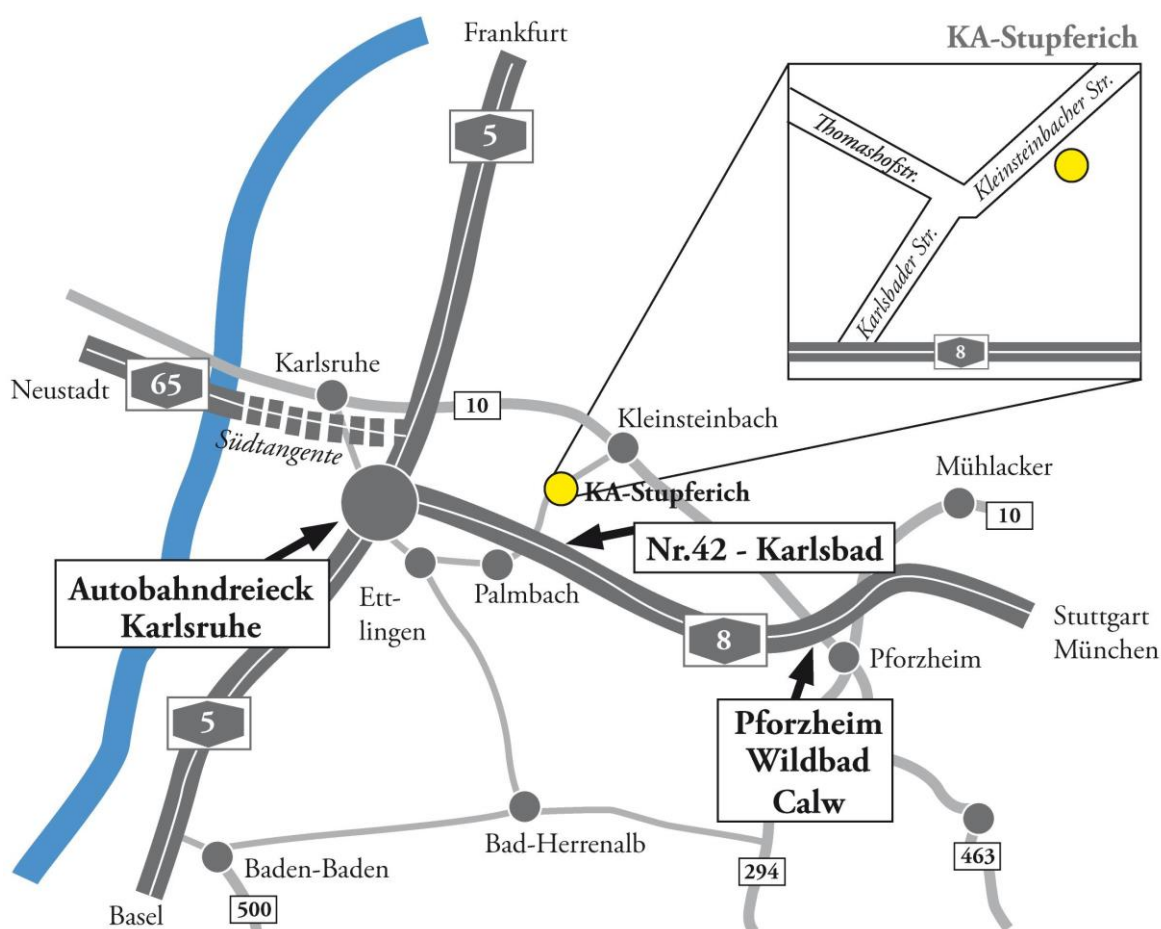 Frankfurt
KA-Stupferich
5
Thomashofstr.
Kleinsteinbacher Str.
Karlsbader Str.
8
Karlsruhe
65
Neustadt
10
Südtangente
Kleinsteinbach
Mühlacker
KA-Stupferich
10
Nr.42 - Karlsbad
Autobahndreieck
Karlsruhe
Ett-
lingen
Palmbach
8
Stuttgart
München
Pforzheim
5
Pforzheim
Wildbad
Calw
Bad-Herrenalb
Baden-Baden
463
294
500
Basel